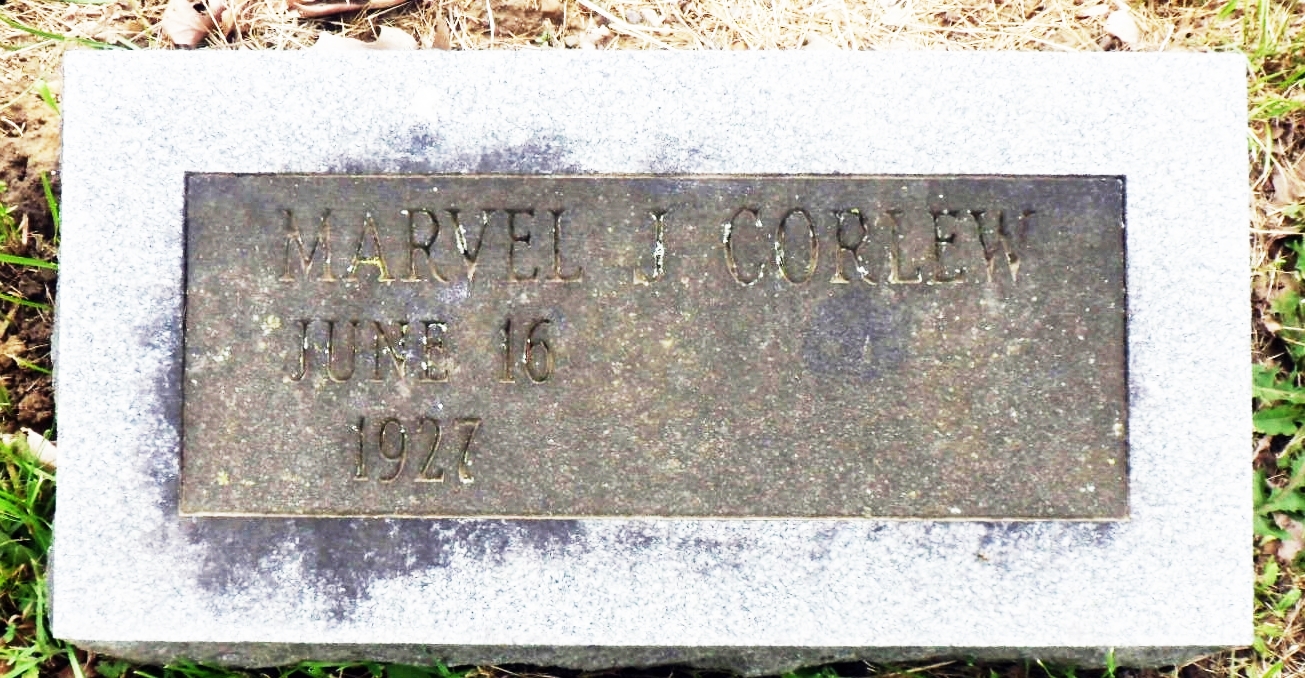 MARVEL J. CORLEW
JUNE 16
1927